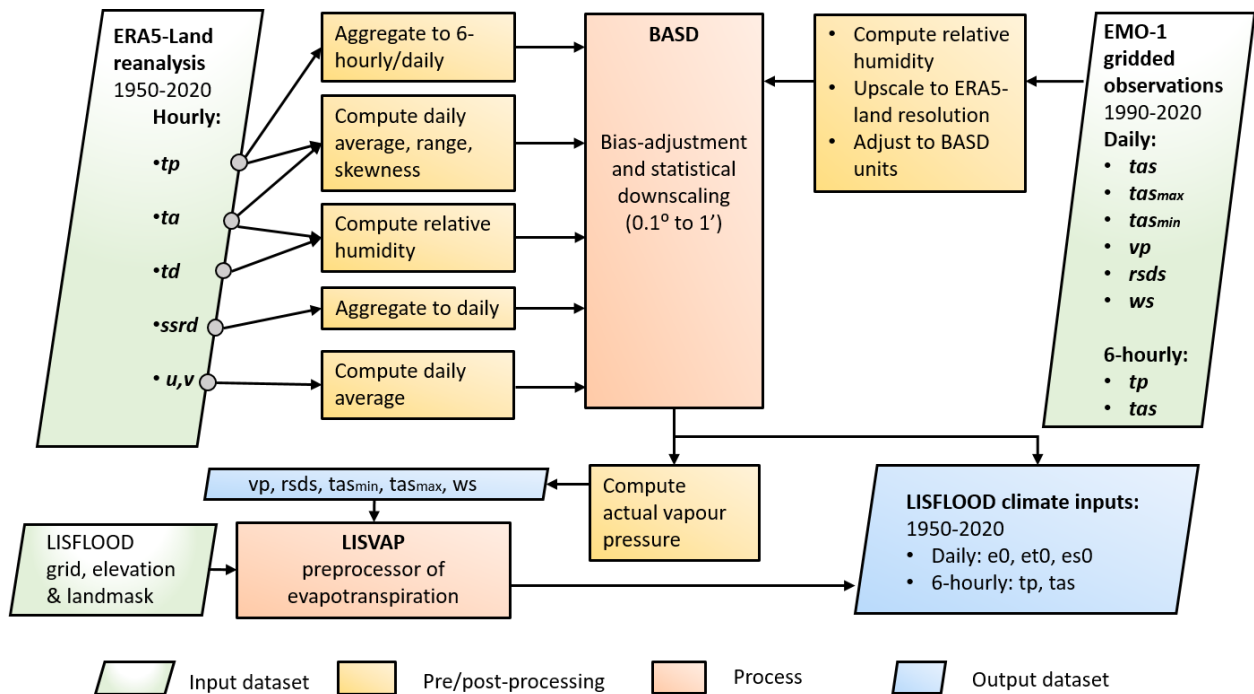 ERA5-Land
reanalysis
1950-2020
Hourly:
•tp
•ta
•td
•ssrd
• u,v
Aggregate to 6-
hourly/daily
Compute daily
average, range,
skewness
Compute relative
humidity
Aggregate to daily
Compute daily
average
BASD
Bias-adjustment
and statistical
downscaling
(0.1⁰ to 1’)
• Compute relative
humidity
• Upscale to ERA5-
land resolution
• Adjust to BASD
units
EMO-1
gridded
observations
1990-2020
Daily:
• tas
• tasmax
• tasmin
• vp
• rsds
• ws
6-hourly:
• tp
• tas
vp, rsds, tasmin, tasmax, ws
Compute
actual vapour
pressure
LISFLOOD
grid, elevation
& landmask
LISVAP
preprocessor of
evapotranspiration
LISFLOOD climate inputs:
1950-2020
• Daily: e0, et0, es0
• 6-hourly: tp, tas
Input dataset
Pre/post-processing
Process
Output dataset